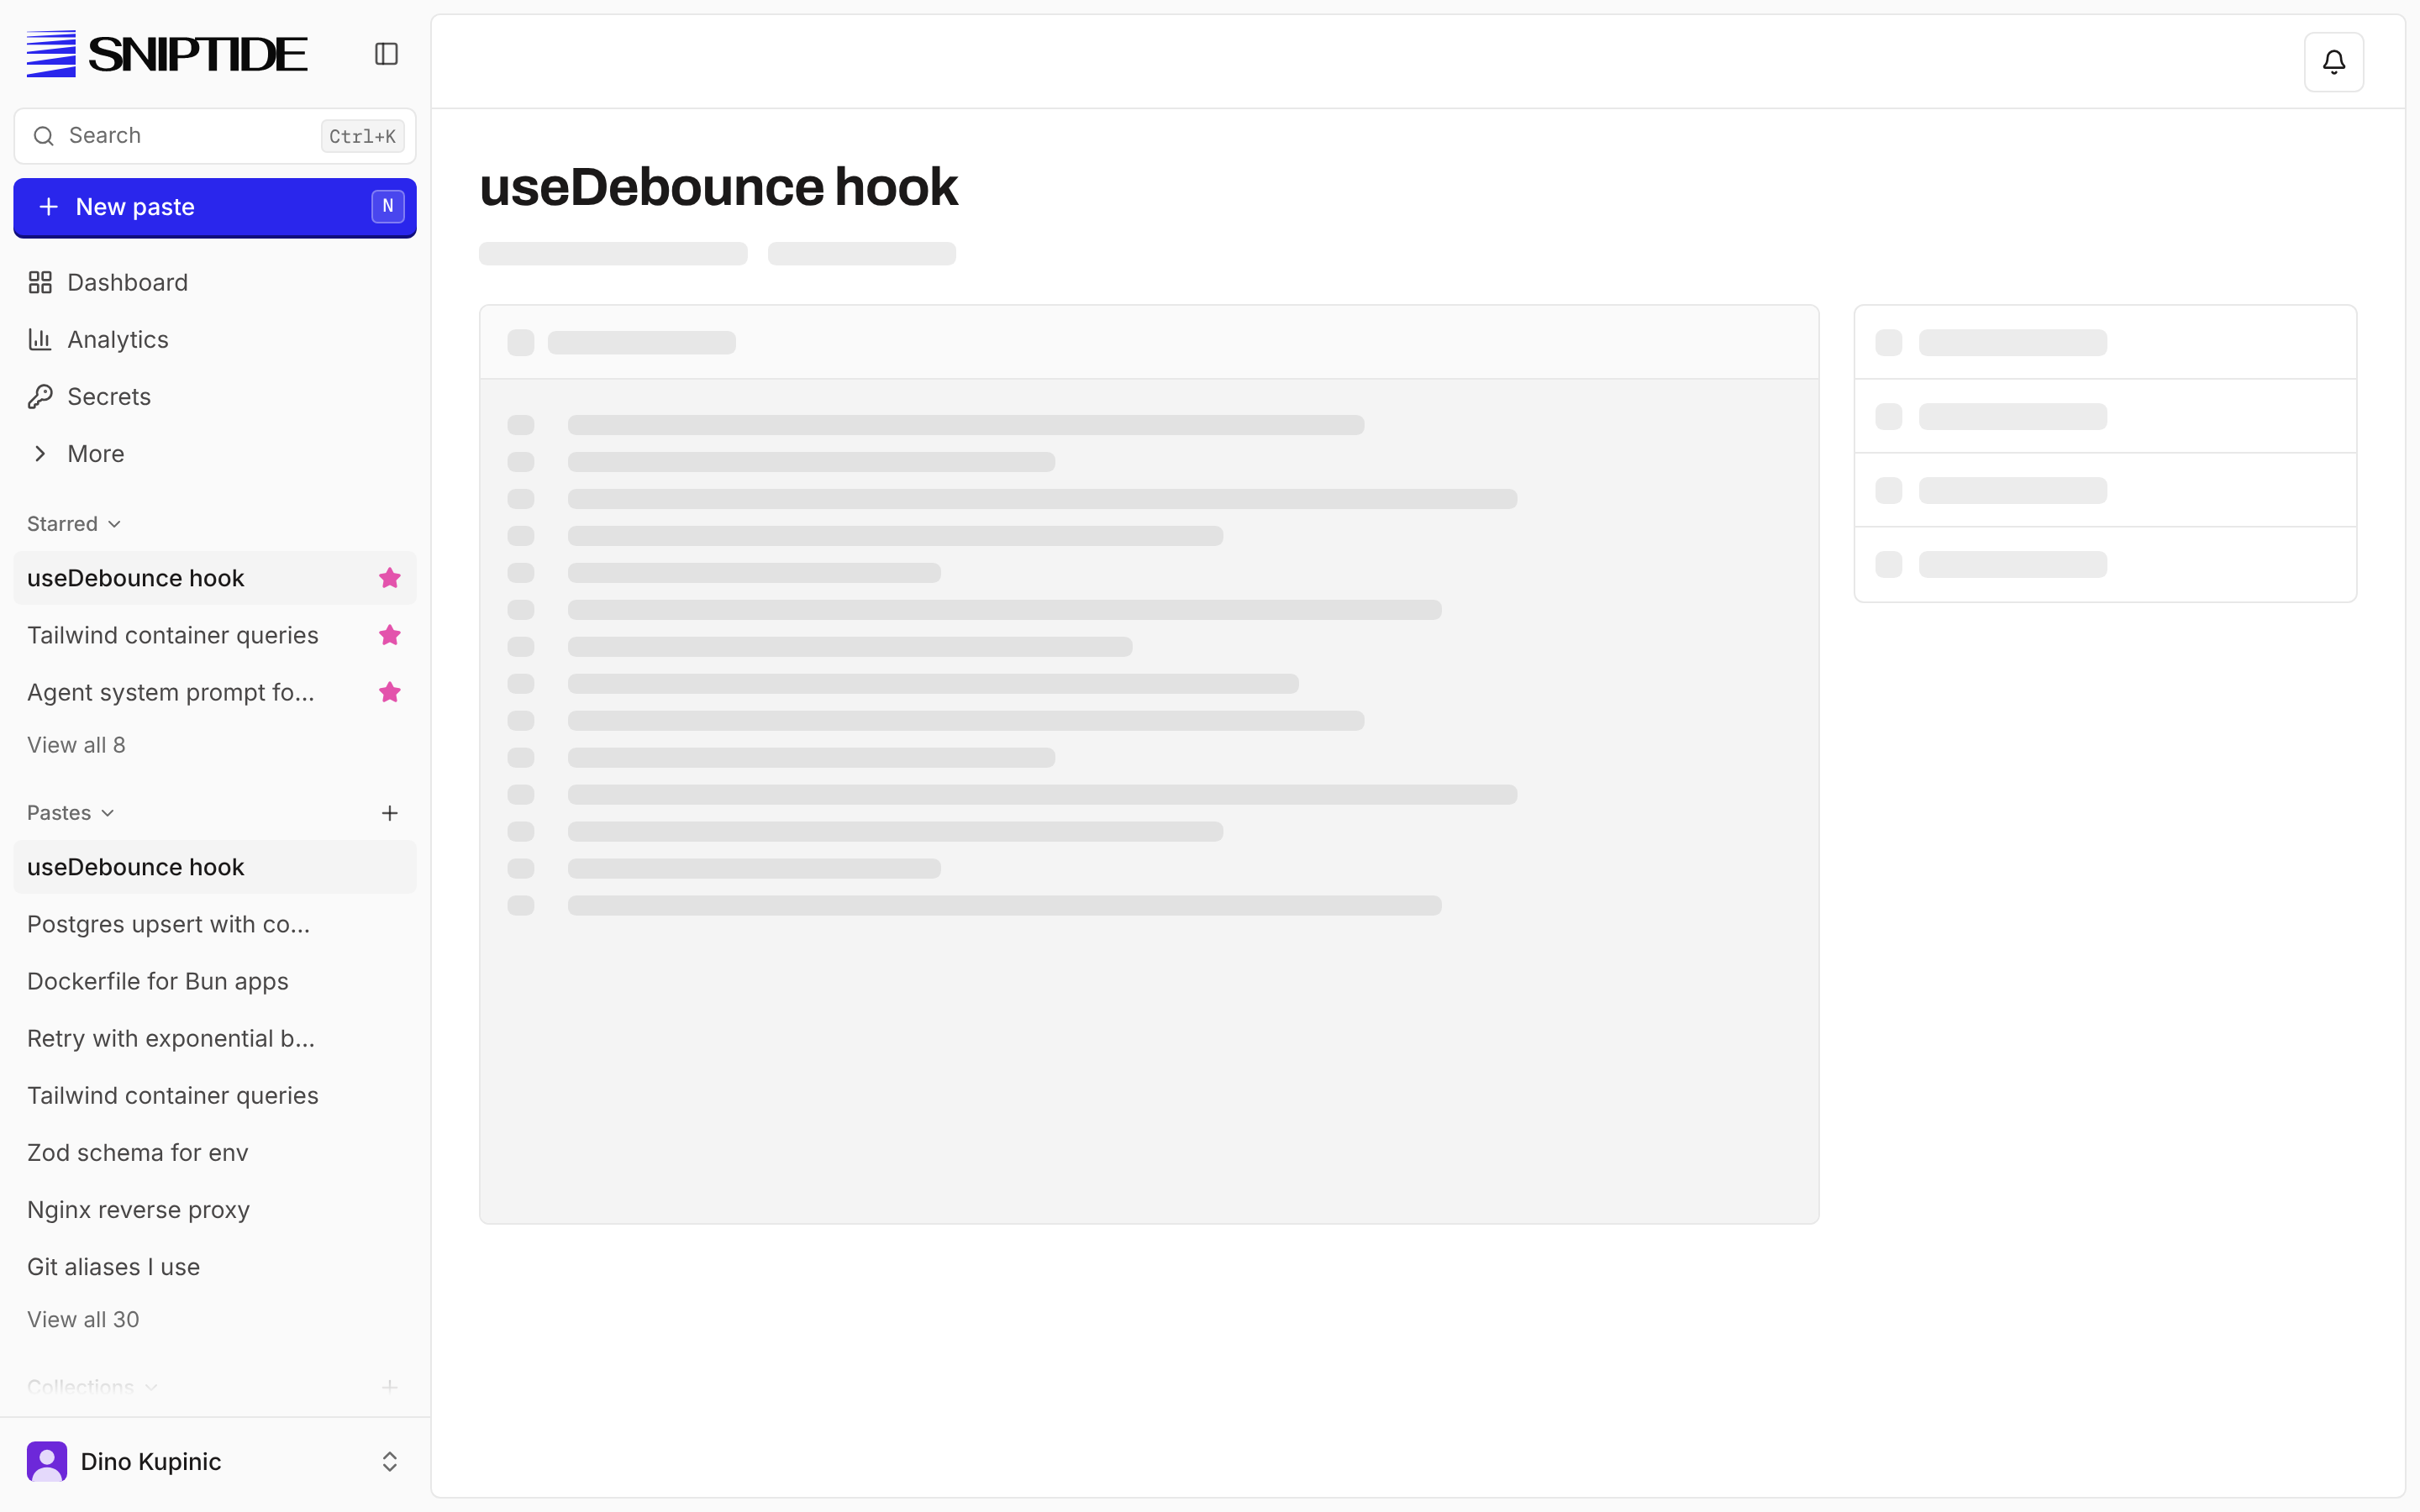 SNIPTIDE
Search Ctrl+K
New paste N
Dashboard
Analytics
Secrets
More
Starred
useDebounce hook
Tailwind container queries
Agent system prompt fo...
View all 8
Pastes
useDebounce hook
Postgres upsert with co...
Dockerfile for Bun apps
Retry with exponential b...
Tailwind container queries
Zod schema for env
Nginx reverse proxy
Git aliases I use
View all 30
Collections
Dino Kupinic
useDebounce hook